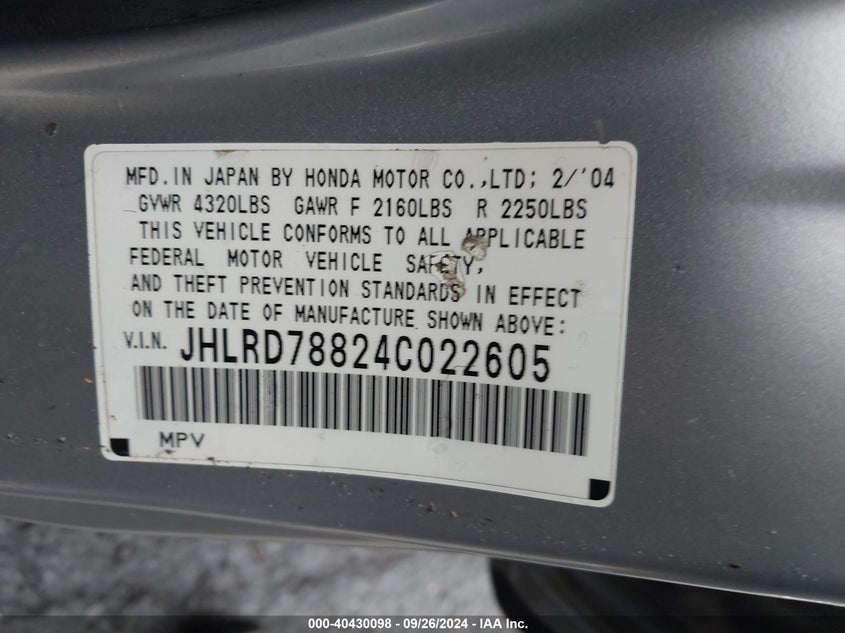 MFD. IN JAPAN BY HONDA MOTOR CO.,LTD; 2/'04
GVWR 4320LBS GAWR F 2160LBS R 2250LBS
THIS VEHICLE CONFORMS TO ALL APPLICABLE
FEDERAL MOTOR VEHICLE SAFETY,
AND THEFT PREVENTION STANDARDS IN EFFECT
ON THE DATE OF MANUFACTURE SHOWN ABOVE:
V.I.N. JHLRD78824C022605
MPV
000-40430098 - 09/26/2024 - IAA Inc.